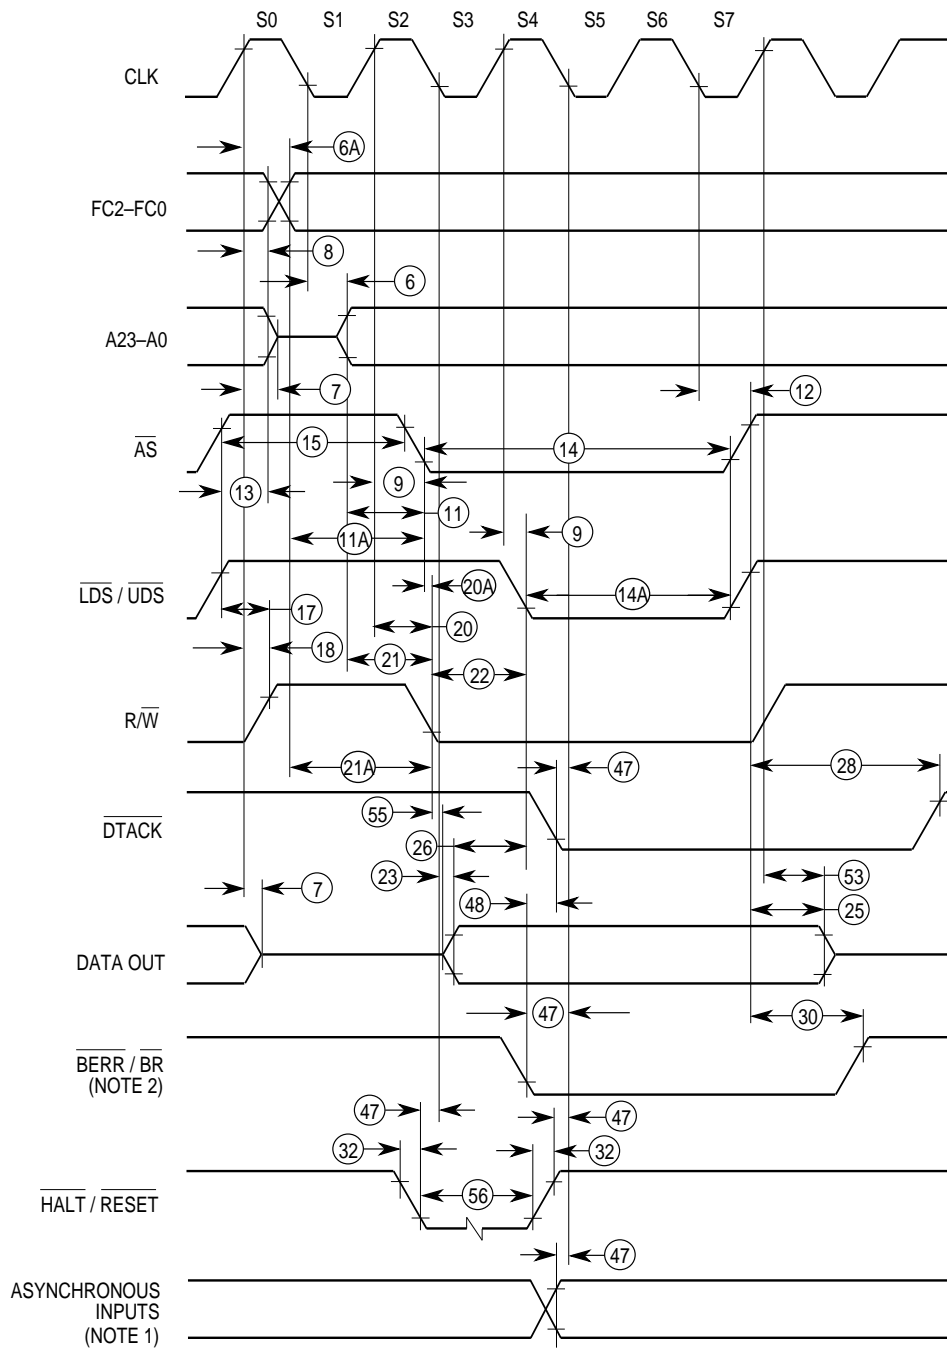 S0 S1 S2 S3 S4 S5 S6 S7
CLK
6A
FC2–FC0
8
6
A23–A0
7
12
AS
15
14
13
9
11
9
11A
LDS / UDS
20A
14A
17
20
18
21
22
R/W
21A
47
28
DTACK
55
26
23
53
7
48
25
DATA OUT
47
30
BERR / BR
(NOTE 2)
47
47
32
32
HALT / RESET
56
47
ASYNCHRONOUS
INPUTS
(NOTE 1)